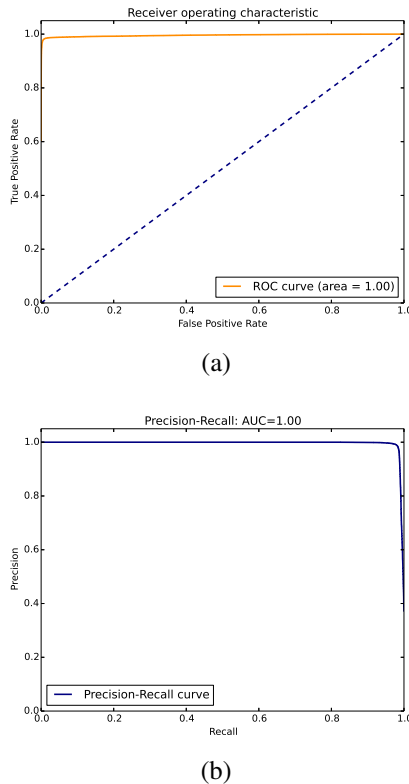 Receiver operating characteristic
1.0
0.8
0.6
0.4
0.2
0.0
True Positive Rate
ROC curve (area = 1.00)
0.0 0.2 0.4 0.6 0.8 1.0
False Positive Rate
(a)
Precision-Recall: AUC=1.00
1.0
0.8
0.6
0.4
0.2
0.0
Precision
Precision-Recall curve
0.0 0.2 0.4 0.6 0.8 1.0
Recall
(b)